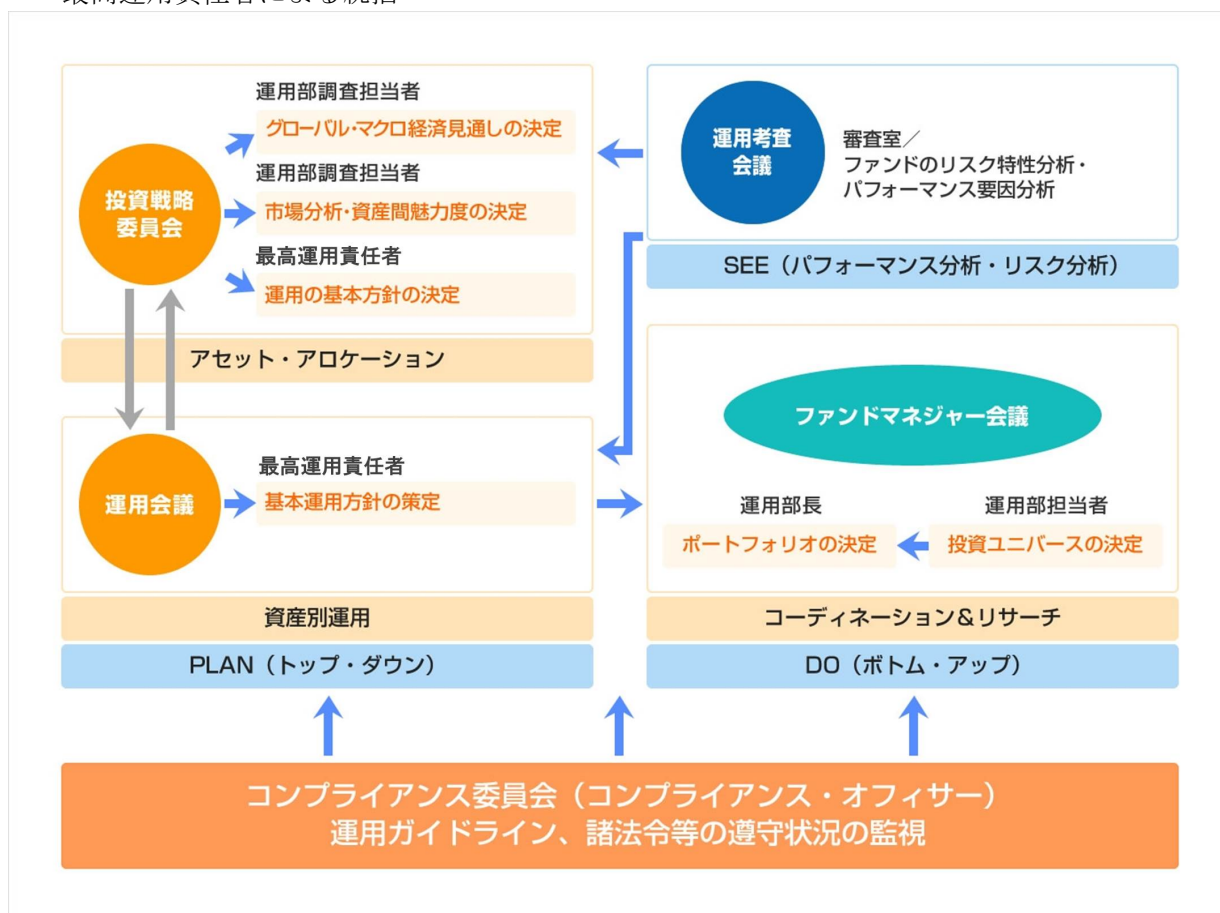 最高運用責任者による統括
運用部調査担当者
グローバル・マクロ経済見通しの決定
投資戦略
委員会
運用部調査担当者
市場分析・資産間魅力度の決定
最高運用責任者
運用の基本方針の決定
アセット・アロケーション
運用考査
会議
審査室／
ファンドのリスク特性分析・
パフォーマンス要因分析
SEE（パフォーマンス分析・リスク分析）
運用会議
最高運用責任者
基本運用方針の策定
資産別運用
PLAN（トップ・ダウン）
ファンドマネジャー会議
運用部長
ポートフォリオの決定
運用部担当者
投資ユニバースの決定
コーディネーション＆リサーチ
DO（ボトム・アップ）
コンプライアンス委員会（コンプライアンス・オフィサー）
運用ガイドライン、諸法令等の遵守状況の監視